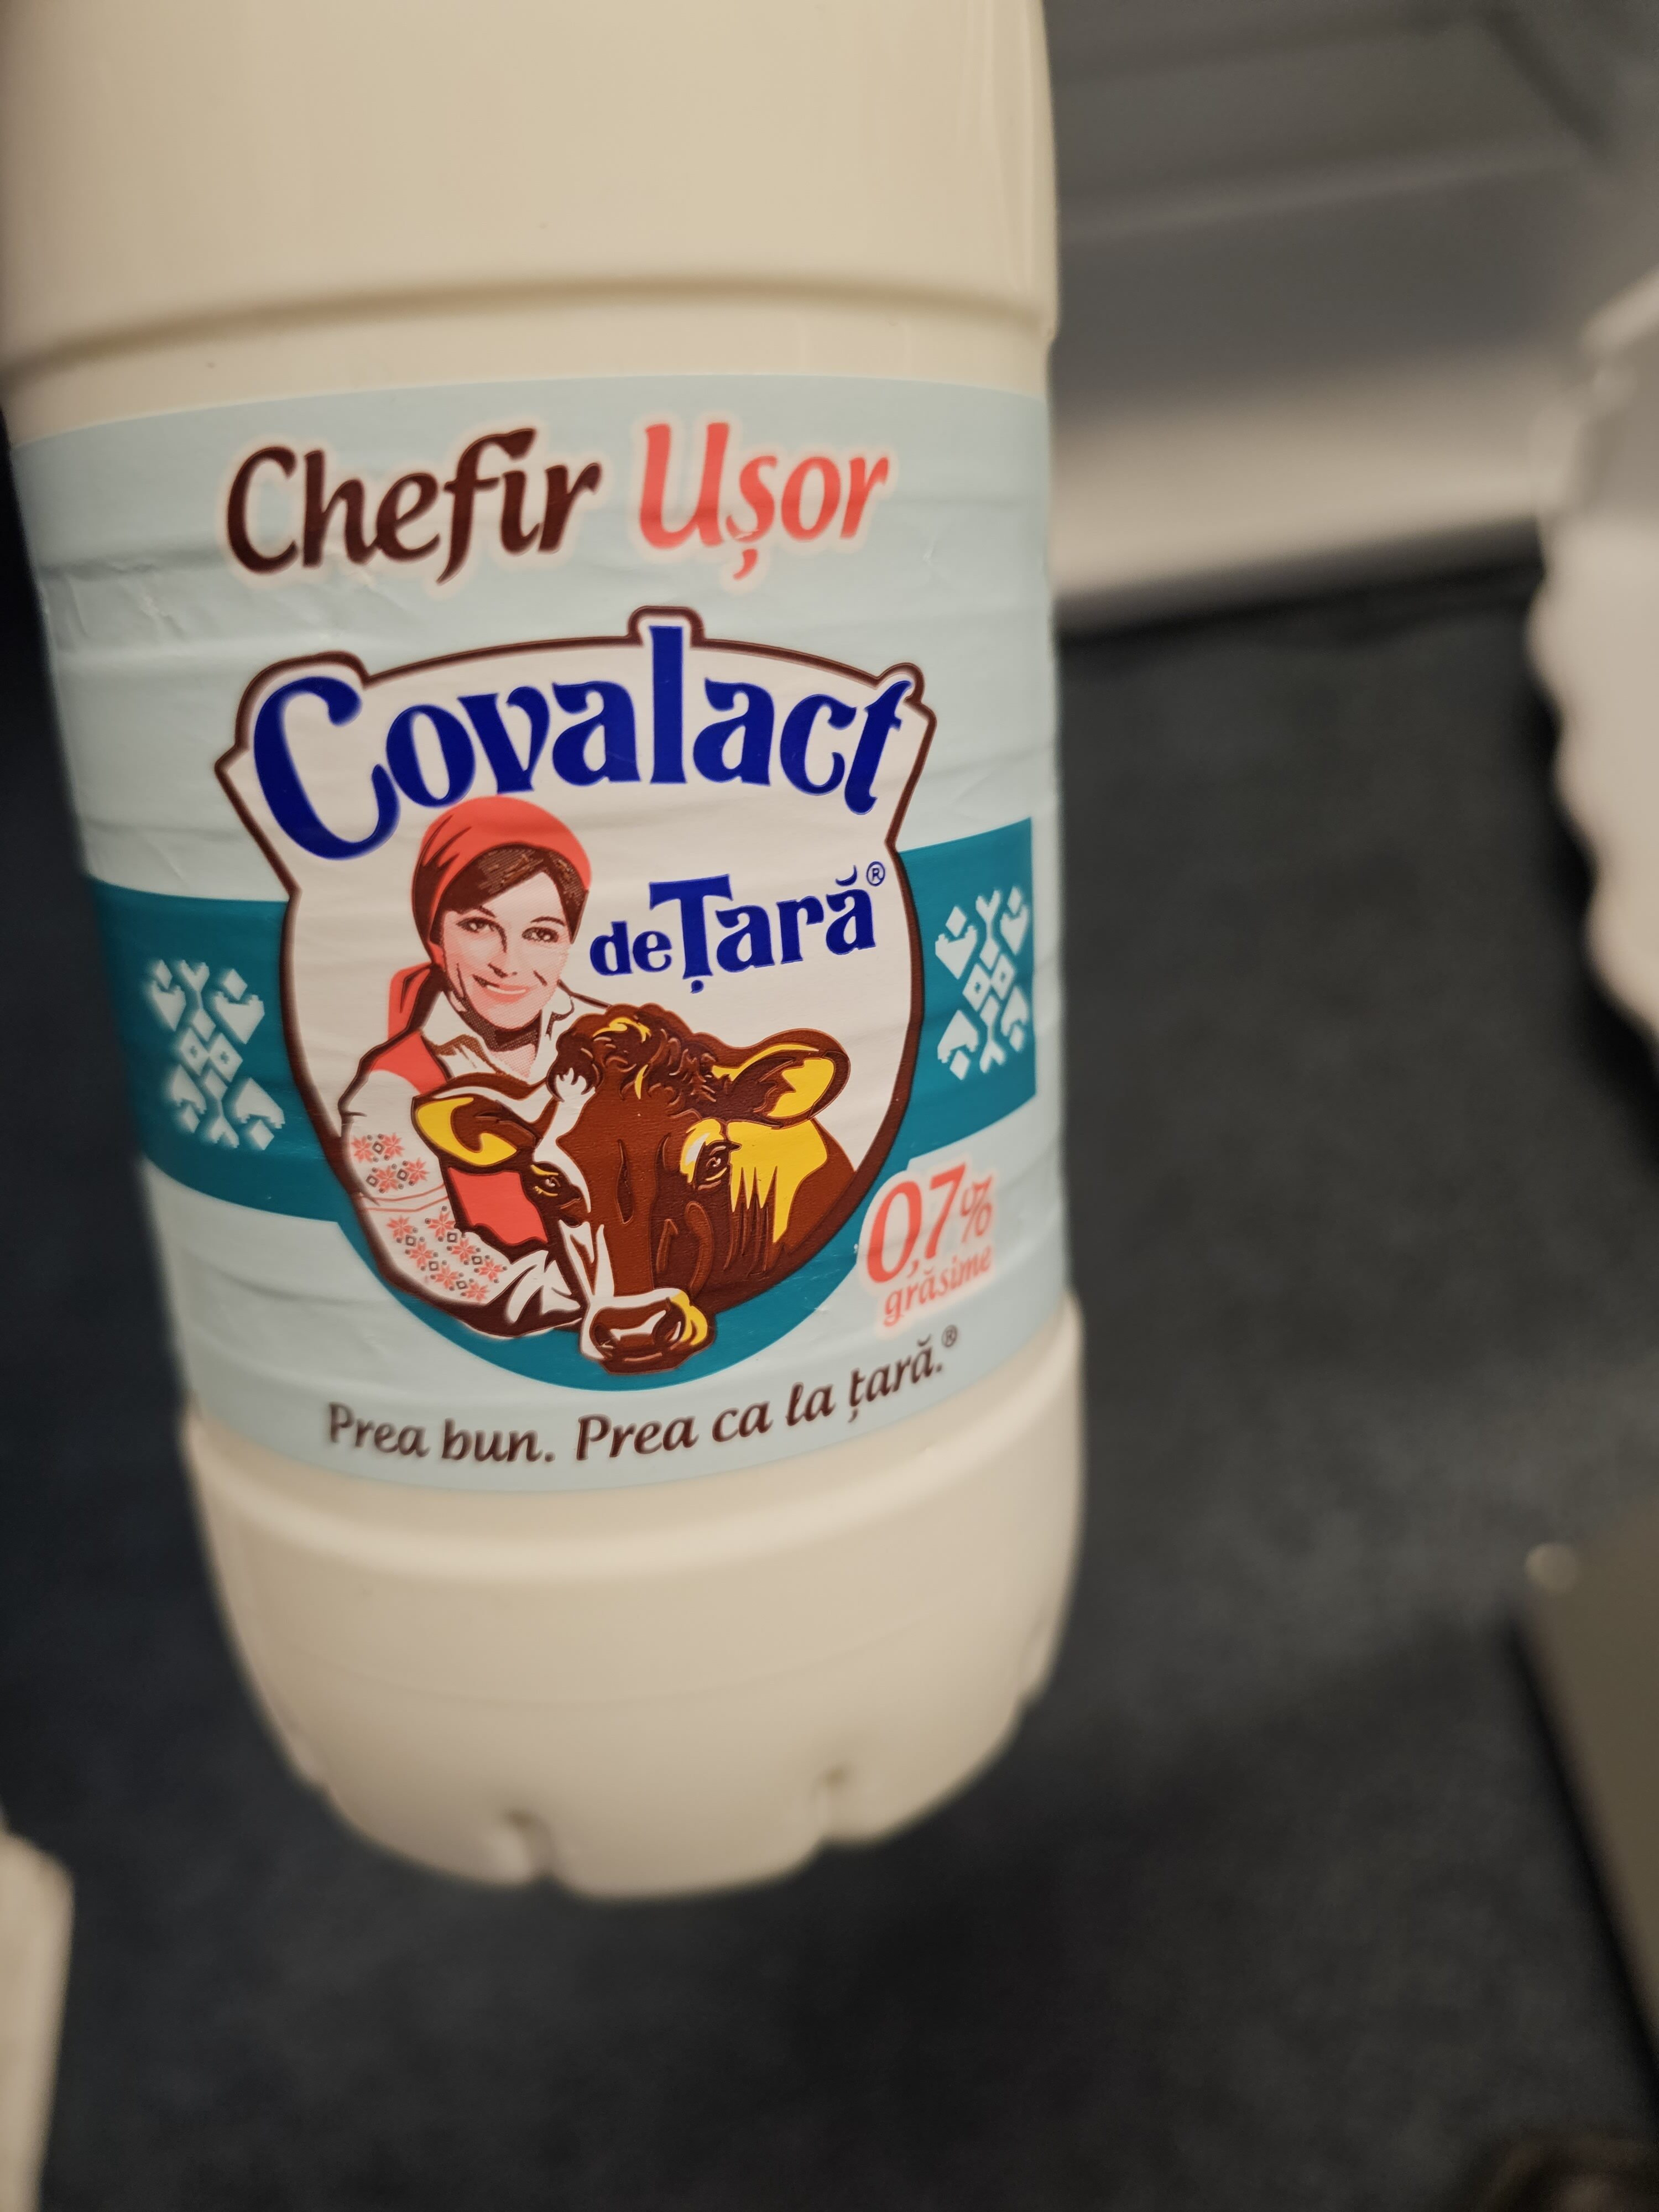 Chefir Ușor
Covalact
de Țară®
0,7%
grăsime
Prea bun. Prea ca la țară.®